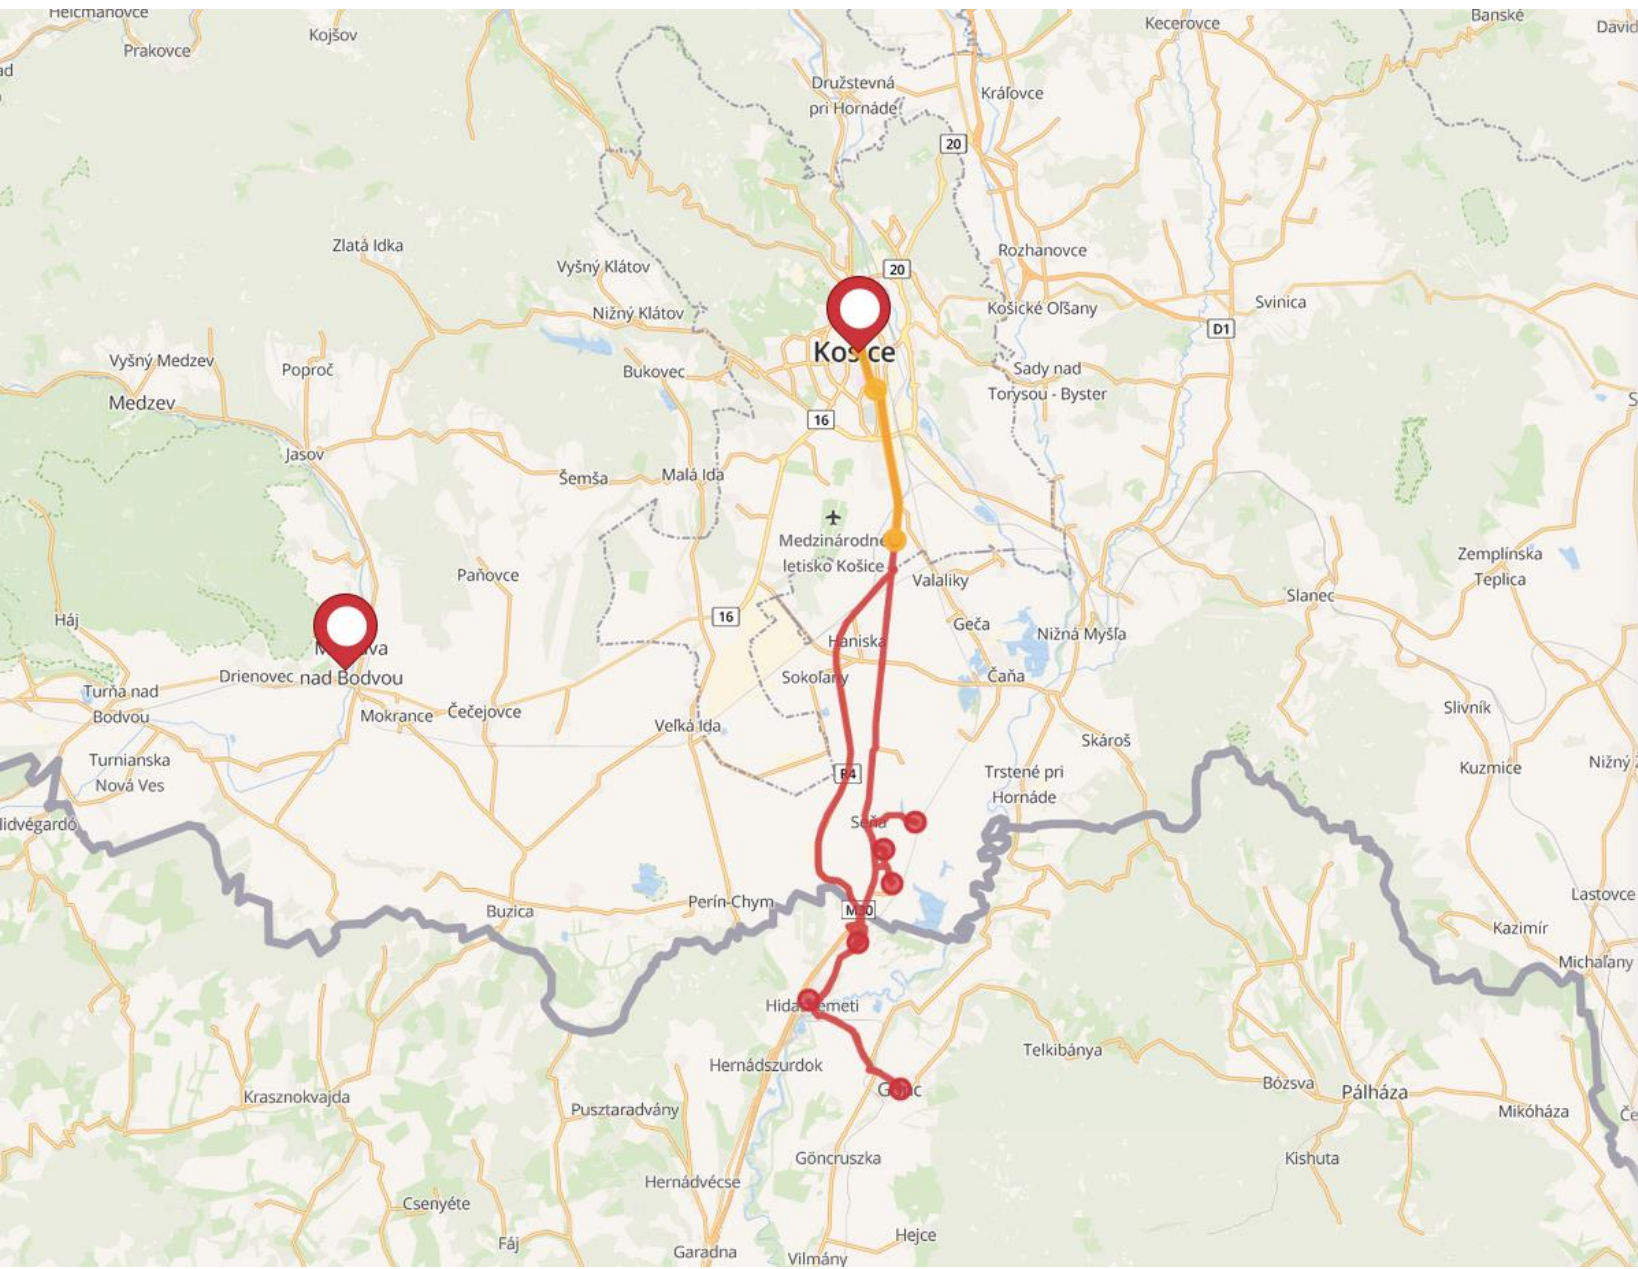 Helcmanovce
Prakovce
Kojšov
Kecerovce
Banské
Družstevná
pri Hornáde
Kráľovce
20
Zlatá Idka
Vyšný Klátov
Nižný Klátov
20
Rozhanovce
Košické Oľšany
Svinica
D1
Vyšný Medzev
Medzev
Poproč
Bukovec
Sady nad
Torysou - Byster
16
Jasov
Šemša
Malá Ida
Medzinárodné
letisko Košice
Valaliky
Zemplínska
Teplica
Slanec
Paňovce
Háj
16
Haniska
Geča
Nižná Myšľa
Drienovec
nad Bodvou
Sokoľany
Čaňa
Turňa nad
Bodvou
Mokrance
Čečejovce
Veľká Ida
Slivník
Skároš
Turnianska
Nová Ves
R4
Trstené pri
Hornáde
Kuzmice
Seňa
Buzica
Perín-Chym
M30
Lastovce
Kazimír
Michaľany
Hernádszurdok
Telkibánya
Bózsva
Pálháza
Mikóháza
Krasznokvajda
Pusztaradvány
Göncruszka
Kishuta
Hernádvécse
Csenyéte
Fáj
Garadna
Vilmány
Hejce